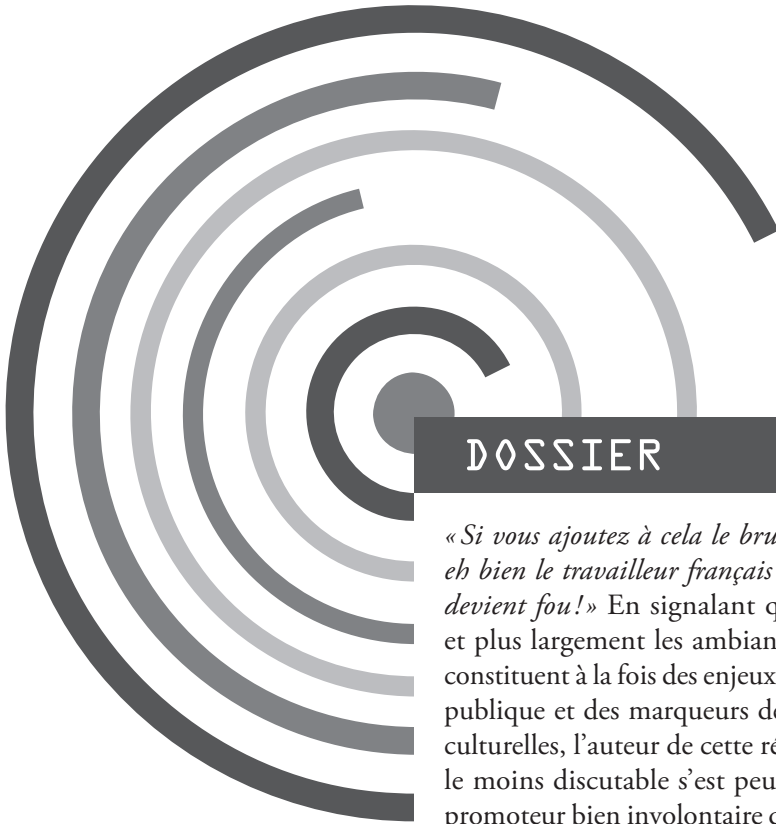 DOSSIER
« Si vous ajoutez à cela le
eh bien le travailleur français
devient fou ! » En signalant
et plus largement les
constituent à la fois des enjeux
publique et des marqueurs
culturelles, l’auteur de cette
le moins discutable s’est peu
promoteur bien involontaire